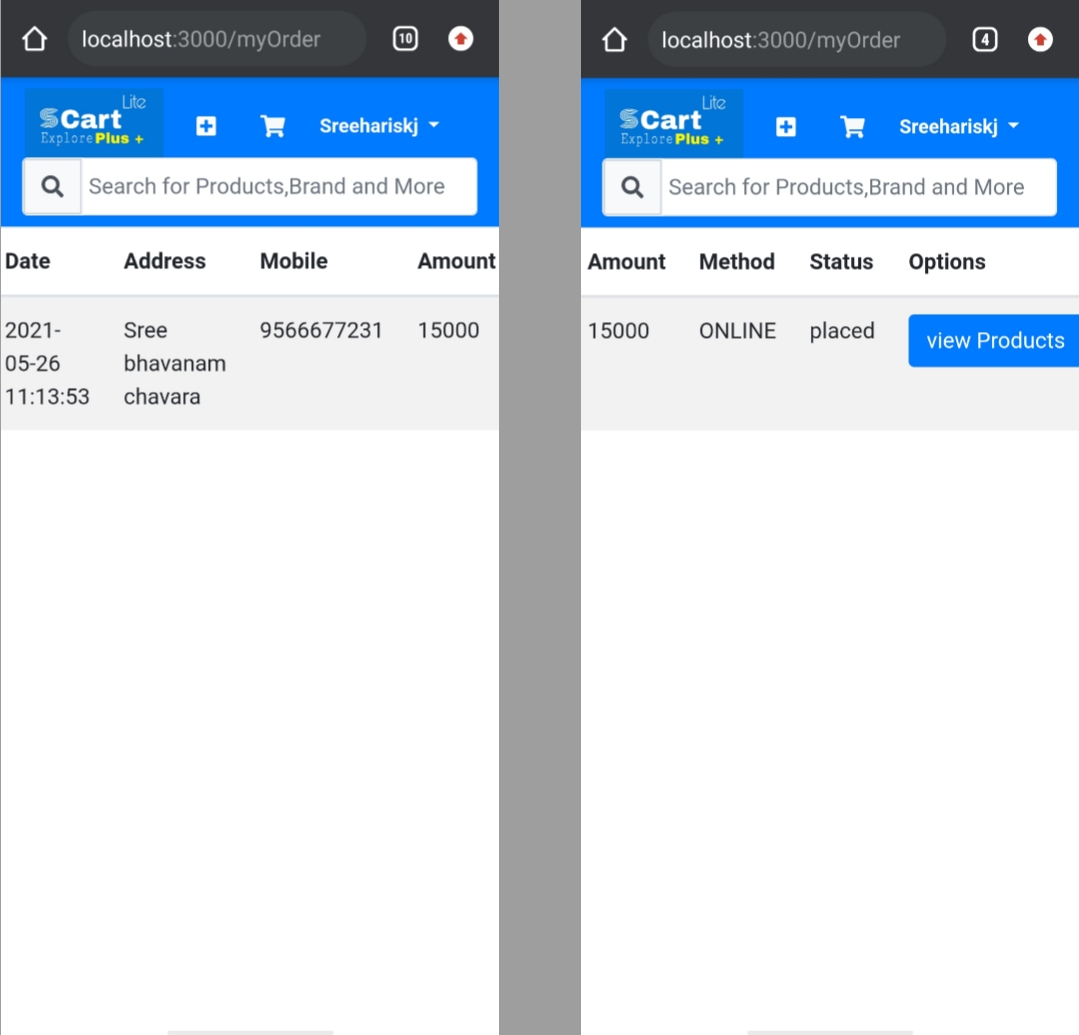 localhost:3000/myOrder
10
Lite
SCart
Explore Plus +
Sreehariskj
Search for Products,Brand and More
Date Address Mobile Amount
2021- Sree 9566677231 15000
05-26 bhavanam
11:13:53 chavara
localhost:3000/myOrder
4
Lite
SCart
Explore Plus +
Sreehariskj
Search for Products,Brand and More
Amount Method Status Options
15000 ONLINE placed view Products